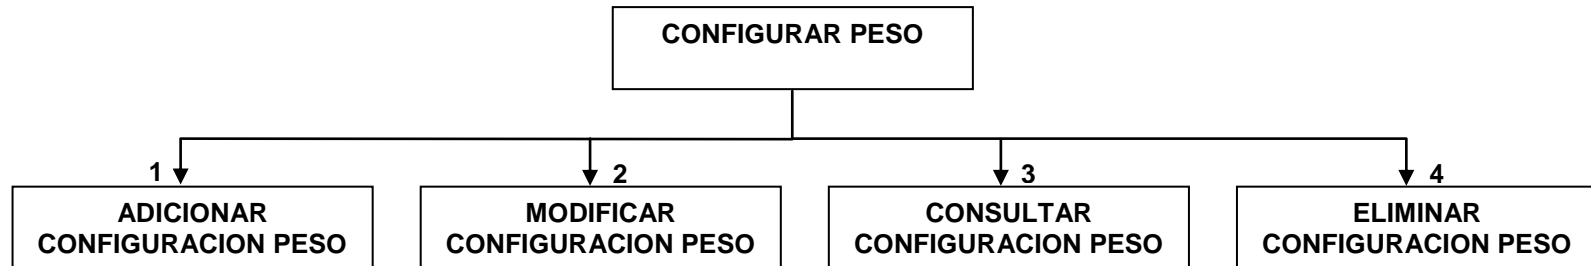 CONFIGURAR PESO
1
2
3
4
ADICIONAR
CONFIGURACION PESO
MODIFICAR
CONFIGURACION PESO
CONSULTAR
CONFIGURACION PESO
ELIMINAR
CONFIGURACION PESO